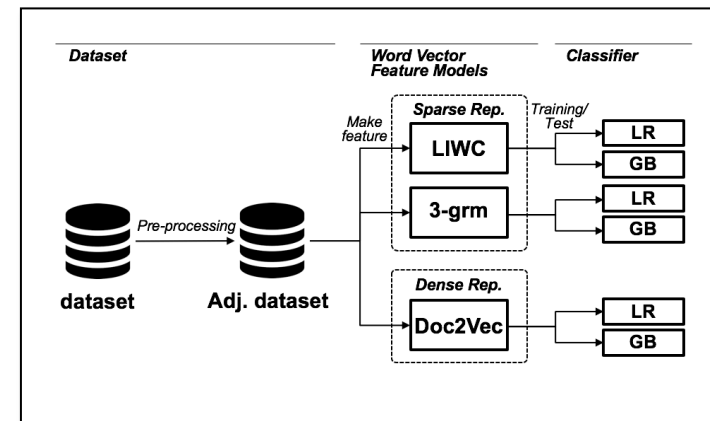 Dataset
Word Vector
Feature Models
Classifier
Sparse Rep.
Make
feature
LIWC
Training/
Test
LR
GB
3-grm
LR
GB
Pre-processing
dataset
Adj. dataset
Dense Rep.
Doc2Vec
LR
GB